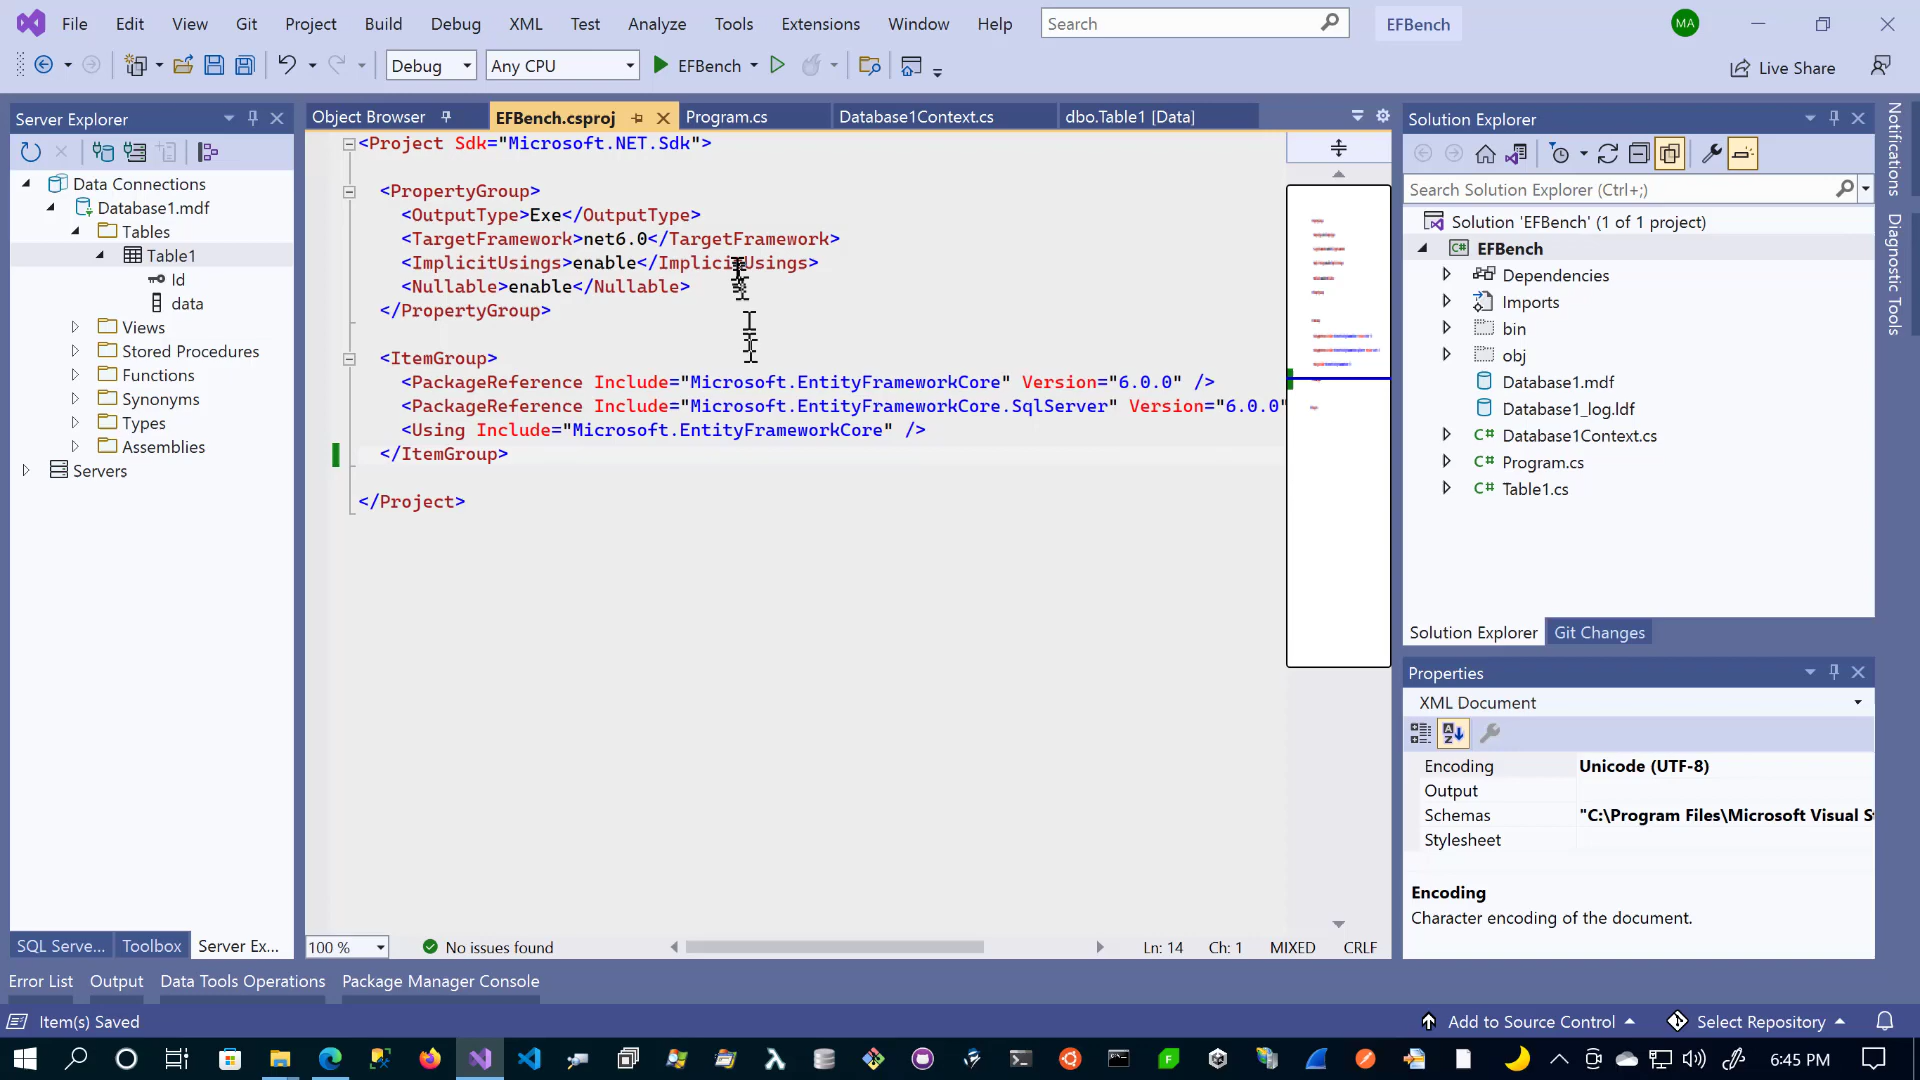 File Edit View Git Project Build Debug XML Test Analyze Tools Extensions Window Help Search EFBench MA
Debug Any CPU EFBench Live Share
Server Explorer
Data Connections
Database1.mdf
Tables
Table1
Id
data
Views
Stored Procedures
Functions
Synonyms
Types
Assemblies
Servers
SQL Serve... Toolbox Server Ex...
Object Browser EFBench.csproj Program.cs Database1Context.cs dbo.Table1 [Data]
<Project Sdk="Microsoft.NET.Sdk">
<PropertyGroup>
<OutputType>Exe</OutputType>
<TargetFramework>net6.0</TargetFramework>
<ImplicitUsings>enable</ImplicitUsings>
<Nullable>enable</Nullable>
</PropertyGroup>
<ItemGroup>
<PackageReference Include="Microsoft.EntityFrameworkCore" Version="6.0.0" />
<PackageReference Include="Microsoft.EntityFrameworkCore.SqlServer" Version="6.0.0"
<Using Include="Microsoft.EntityFrameworkCore" />
</ItemGroup>
</Project>
100 % No issues found Ln: 14 Ch: 1 MIXED CRLF
Solution Explorer
Search Solution Explorer (Ctrl+;)
Solution 'EFBench' (1 of 1 project)
EFBench
Dependencies
Imports
bin
obj
Database1.mdf
Database1_log.ldf
Database1Context.cs
Program.cs
Table1.cs
Solution Explorer Git Changes
Properties
XML Document
Encoding Unicode (UTF-8)
Output
Schemas "C:\Program Files\Microsoft Visual S
Stylesheet
Encoding
Character encoding of the document.
Notifications
Diagnostic Tools
Error List Output Data Tools Operations Package Manager Console
Item(s) Saved Add to Source Control Select Repository
6:45 PM